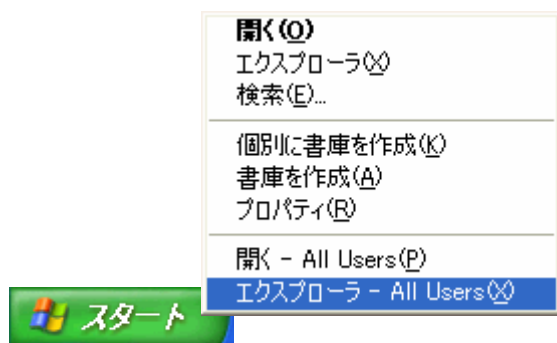 開く(O)
エクスプローラ(X)
検索(E)...
個別に書庫を作成(K)
書庫を作成(A)
プロパティ(R)
開く - All Users(P)
エクスプローラ - All Users(X)
スタート